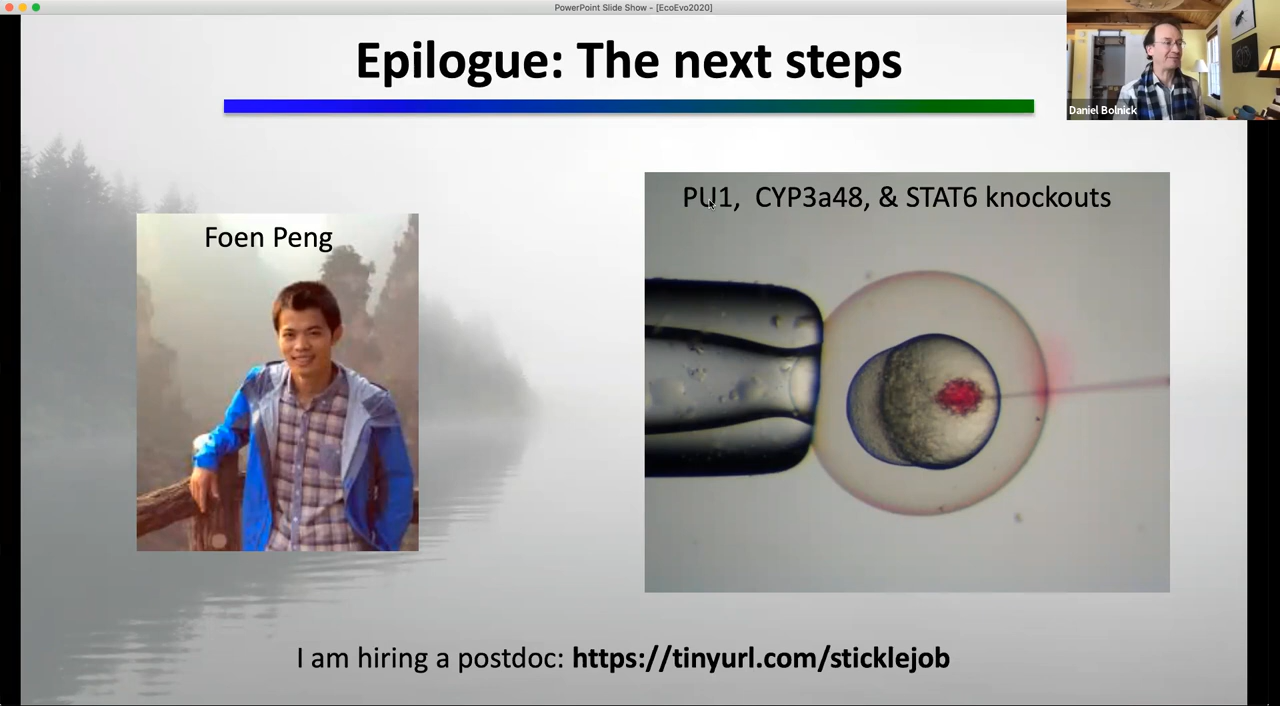 PowerPoint Slide Show - [EcoEvo2020]
Epilogue: The next steps
Daniel Bolnick
PU1, CYP3a48, & STAT6 knockouts
Foen Peng
I am hiring a postdoc: https://tinyurl.com/sticklejob